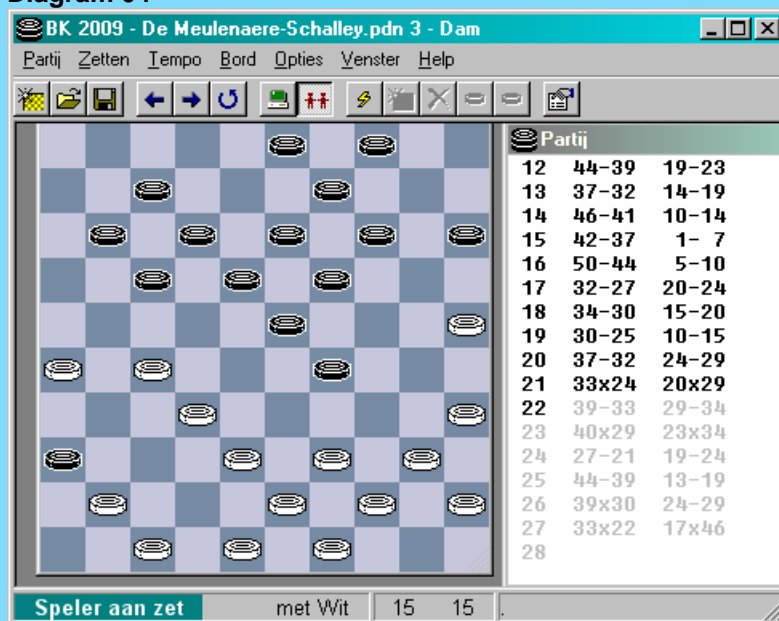 BK 2009 - De Meulenaere-Schalley.pdn 3 - Dam
Partij Zetten Tempo Bord Opties Venster Help
Partij
12 44-39 19-23
13 37-32 14-19
14 46-41 10-14
15 42-37 1- 7
16 50-44 5-10
17 32-27 20-24
18 34-30 15-20
19 30-25 10-15
20 37-32 24-29
21 33x24 20x29
22 39-33 29-34
23 40x29 23x34
24 27-21 19-24
25 44-39 13-19
26 39x30 24-29
27 33x22 17x46
28
Speler aan zet met Wit 15 15 .